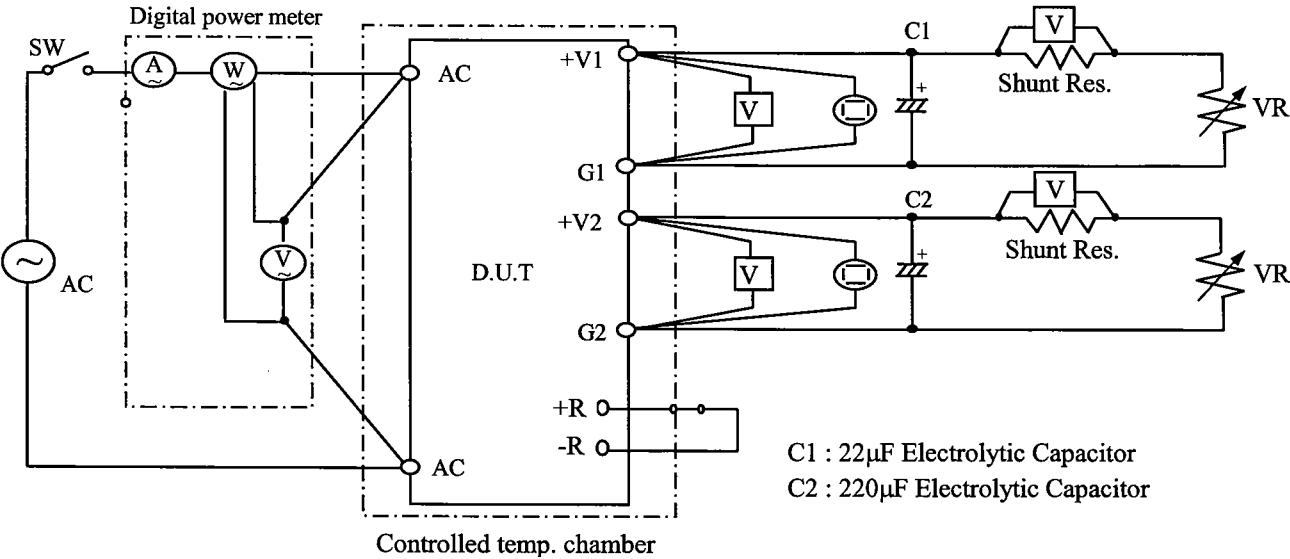 Digital power meter
SW
A
~
W
~
V
~
~
AC
AC
AC
D.U.T
+V1
G1
+V2
G2
+R
-R
V
V
C1
+
V
Shunt Res.
VR
C2
+
V
Shunt Res.
VR
C1 : 22μF Electrolytic Capacitor
C2 : 220μF Electrolytic Capacitor
Controlled temp. chamber